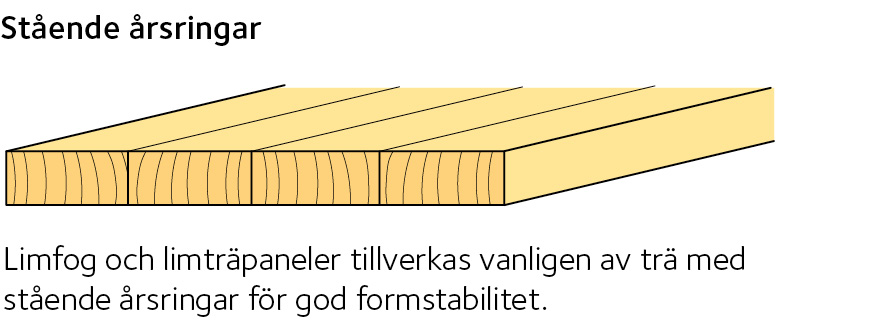 Stående årsringar
Limfog och limträpaneler tillverkas vanligen av trä med
stående årsringar för god formstabilitet.